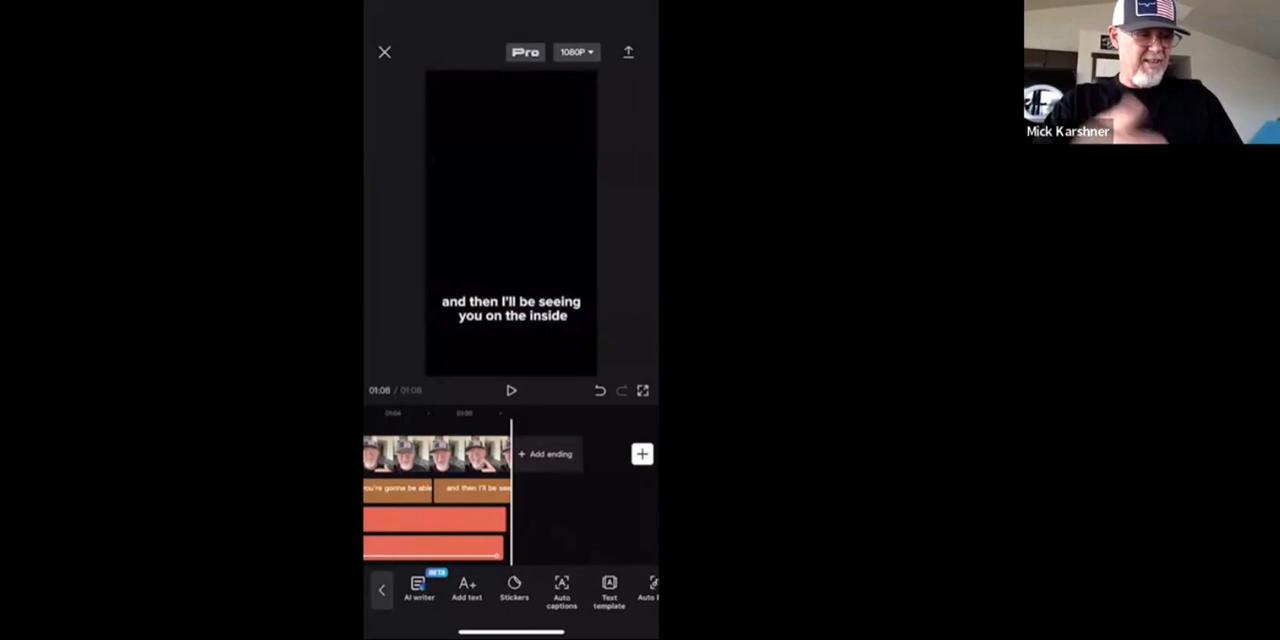 Pro
1080P
Mick Karshner
and then I'll be seeing
you on the inside
01:08 / 01:08
+ Add ending
you're gonna be able
and then I'll be see
BETA
AI writer
Add text
Stickers
Auto
captions
Text
template
Auto